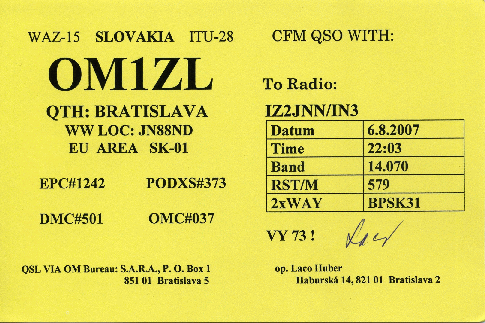 WAZ-15 SLOVAKIA ITU-28
OM1ZL
QTH: BRATISLAVA
WW LOC: JN88ND
EU AREA SK-01
EPC#1242 PODXS#373
DMC#501 OMC#037
QSL VIA OM Bureau: S.A.R.A., P. O. Box 1
851 01 Bratislava 5
CFM QSO WITH:
To Radio:
IZ2JNN/IN3
Datum 6.8.2007
Time 22:03
Band 14.070
RST/M 579
2xWAY BPSK31
VY 73 ! Laco
op. Laco Huber
Haburská 14, 821 01 Bratislava 2